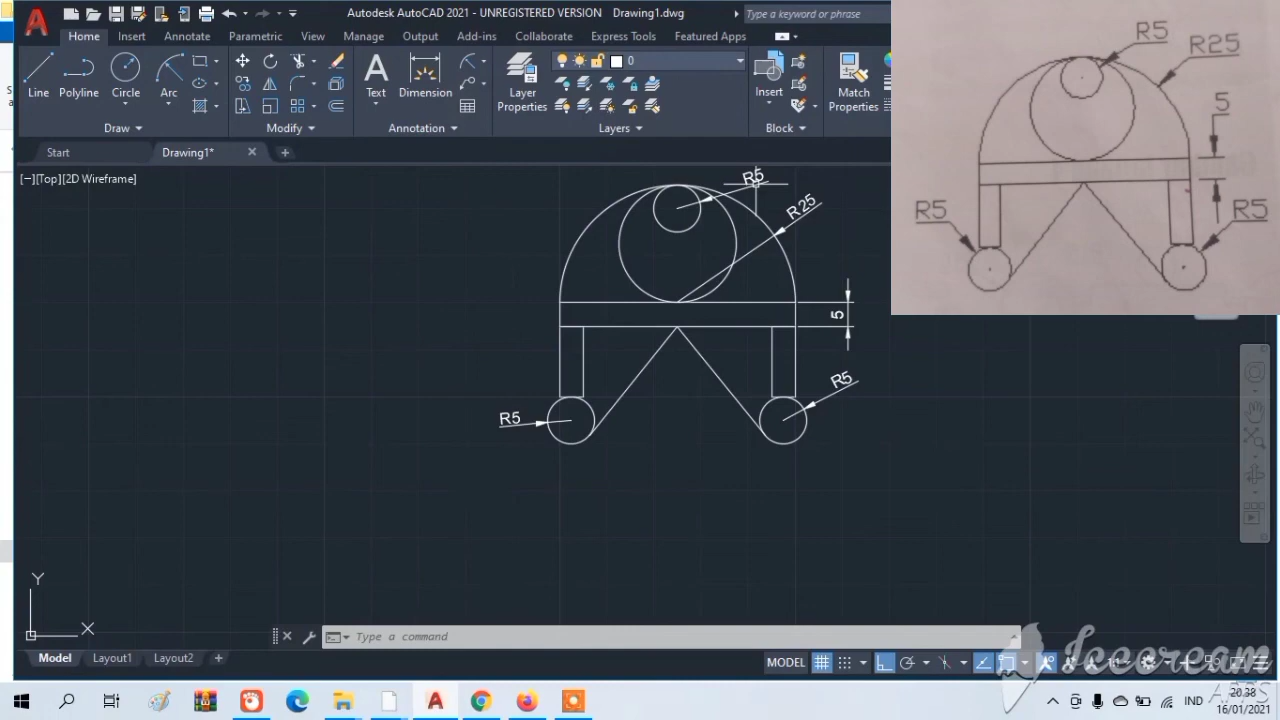 Autodesk AutoCAD 2021 - UNREGISTERED VERSION Drawing1.dwg
Type a keyword or phrase
Home Insert Annotate Parametric View Manage Output Add-ins Collaborate Express Tools Featured Apps
Line Polyline Circle Arc
Text Dimension
Layer Properties
0
Insert
Match Properties
Draw Modify Annotation Layers Block
Start Drawing1*
[−][Top][2D Wireframe]
R5
R25
5
R5
R5
R5
R25
5
R5
R5
Y
X
Type a command
Model Layout1 Layout2 +
MODEL
Icecream
APPS
IND
20.38
16/01/2021